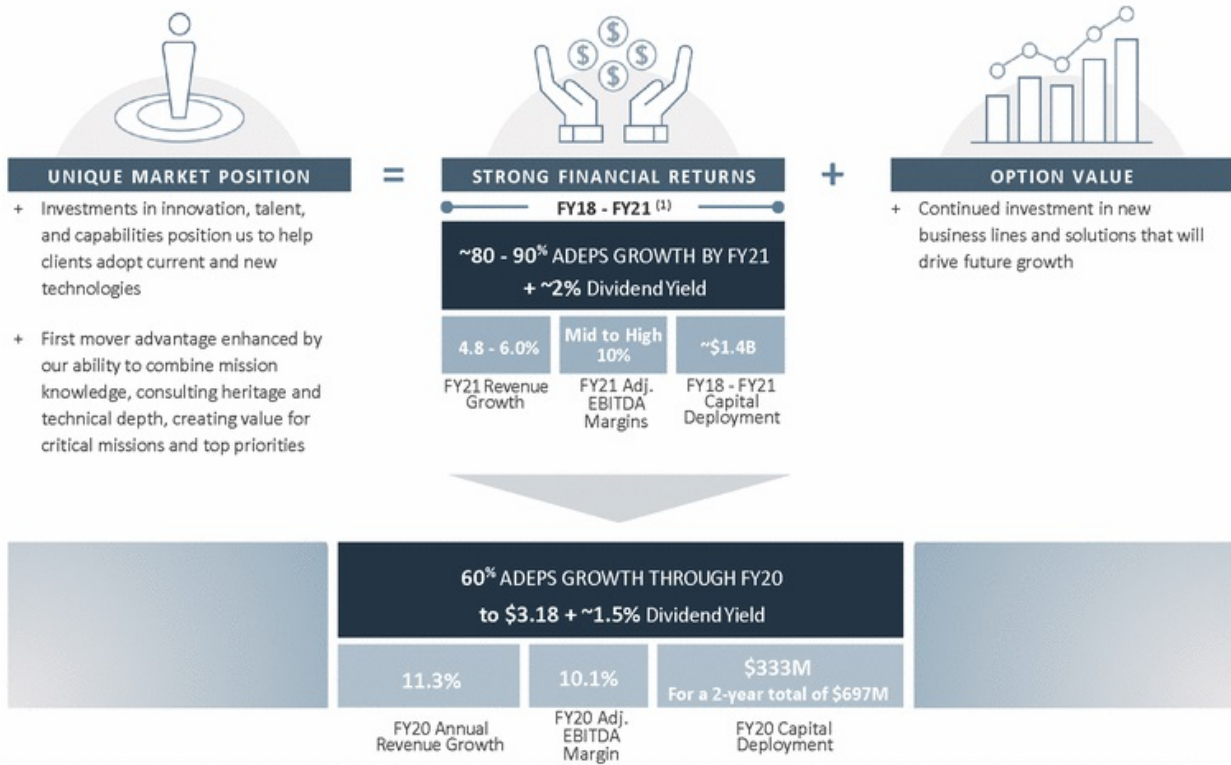 UNIQUE MARKET POSITION
+ Investments in innovation, talent,
and capabilities position us to help
clients adopt current and new
technologies
+ First mover advantage enhanced by
our ability to combine mission
knowledge, consulting heritage and
technical depth, creating value for
critical missions and top priorities
=
$ $ $ $
STRONG FINANCIAL RETURNS
FY18 - FY21 (1)
~80 - 90% ADEPS GROWTH BY FY21
+ ~2% Dividend Yield
4.8 - 6.0%
FY21 Revenue
Growth
Mid to High
10%
FY21 Adj.
EBITDA
Margins
~$1.4B
FY18 - FY21
Capital
Deployment
+
OPTION VALUE
+ Continued investment in new
business lines and solutions that will
drive future growth
60% ADEPS GROWTH THROUGH FY20
to $3.18 + ~1.5% Dividend Yield
11.3%
FY20 Annual
Revenue Growth
10.1%
FY20 Adj.
EBITDA
Margin
$333M
For a 2-year total of $697M
FY20 Capital
Deployment